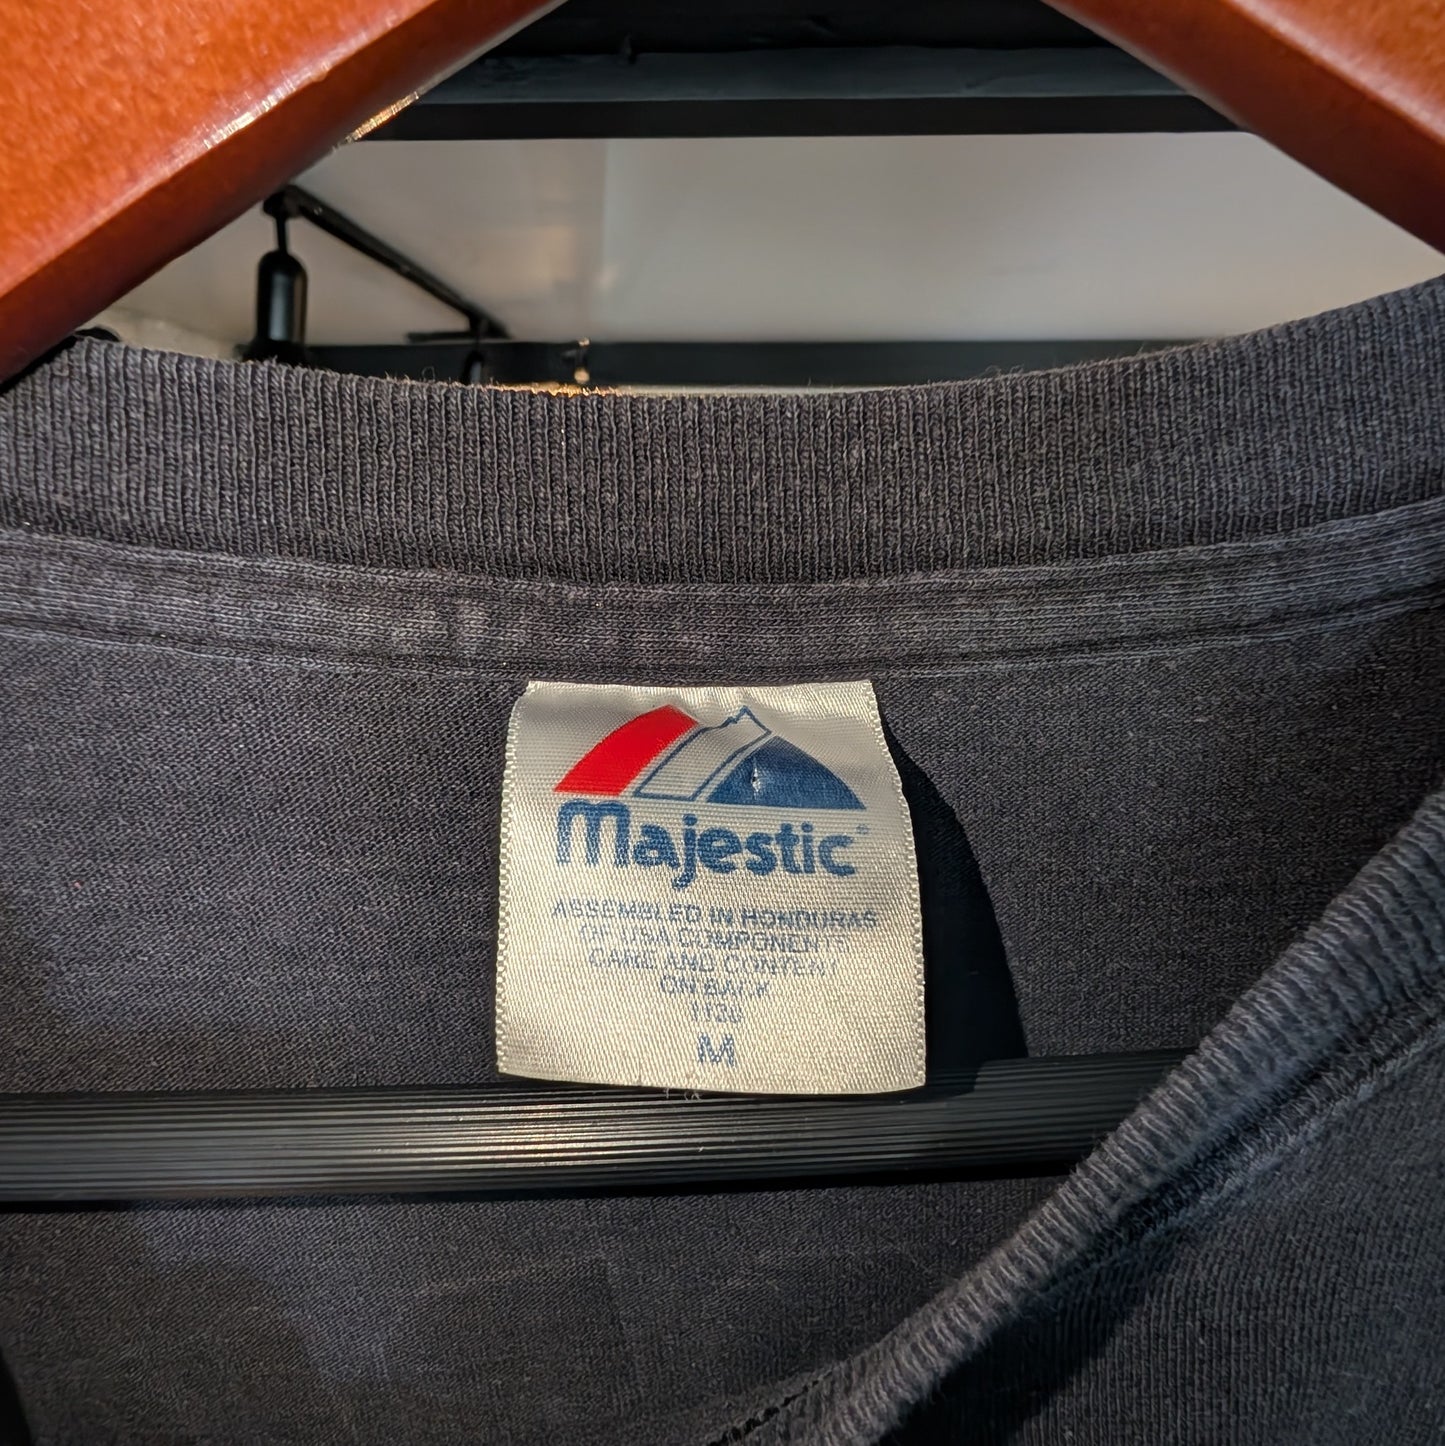 Majestic
ASSEMBLED IN HONDURAS
OF USA COMPONENTS
CARE AND CONTENT
ON BACK
M